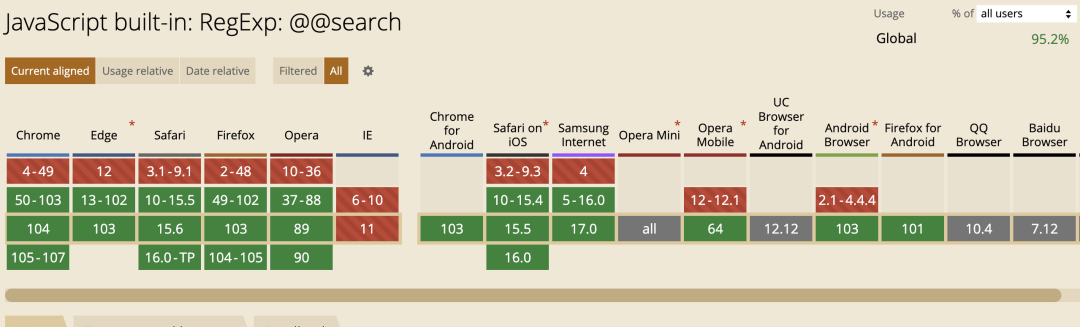 JavaScript built-in: RegExp: @@search
Usage % of all users
Global 95.2%
Current aligned Usage relative Date relative Filtered All
Chrome
Edge *
Safari
Firefox
Opera
IE
Chrome for Android
Safari on iOS *
Samsung Internet
Opera Mini *
Opera Mobile *
UC Browser for Android
Android Browser *
Firefox for Android
QQ Browser
Baidu Browser
4-49 12 3.1-9.1 2-48 10-36 3.2-9.3 4
50-103 13-102 10-15.5 49-102 37-88 6-10 10-15.4 5-16.0 12-12.1 2.1-4.4.4
104 103 15.6 103 89 11 103 15.5 17.0 all 64 12.12 103 101 10.4 7.12
105-107 16.0-TP 104-105 90 16.0